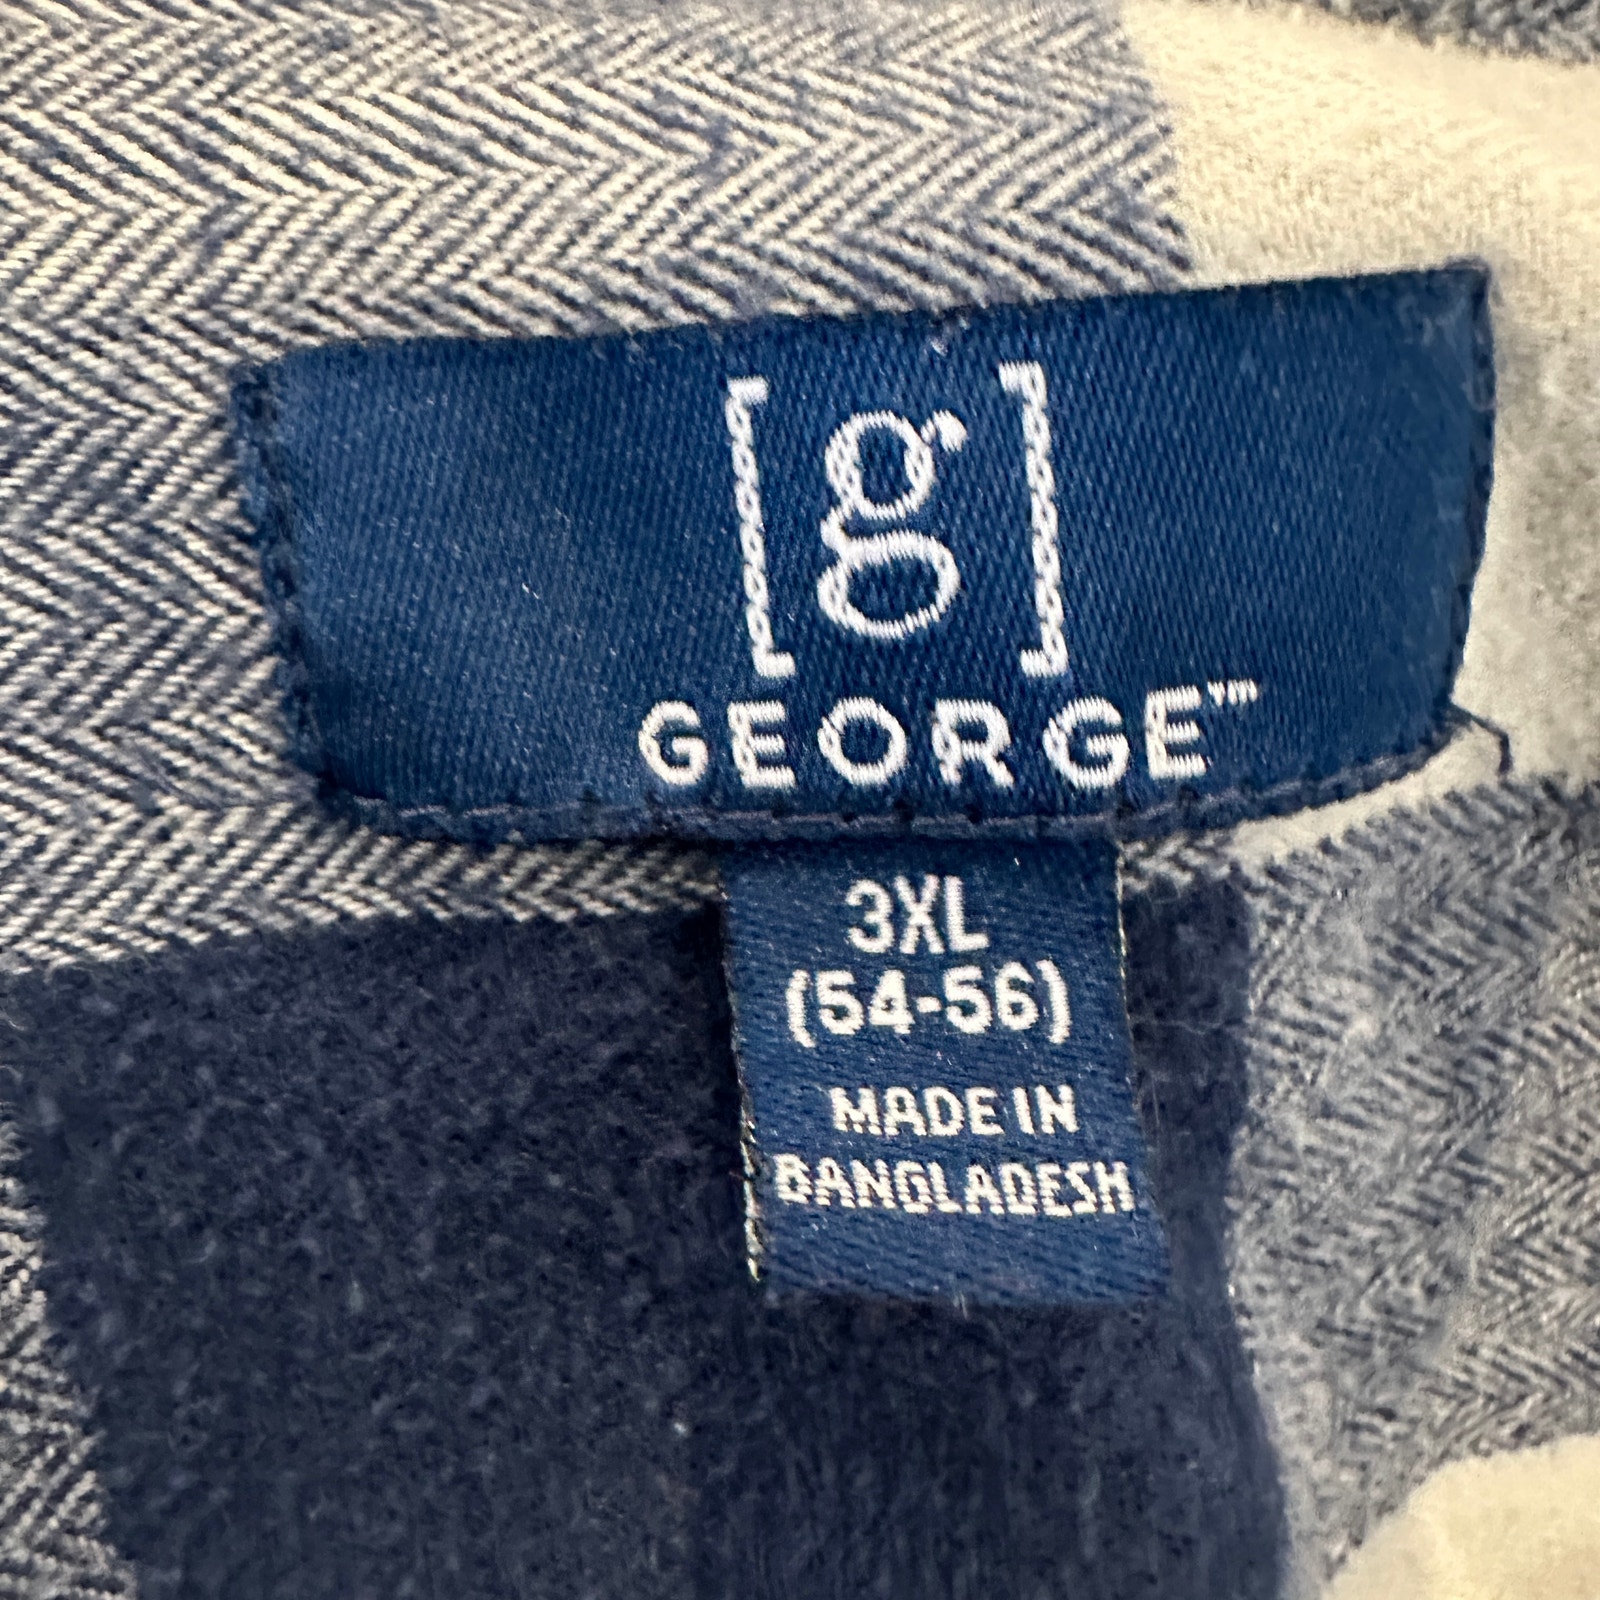 [g]
GEORGE™
3XL
(54-56)
MADE IN
BANGLADESH